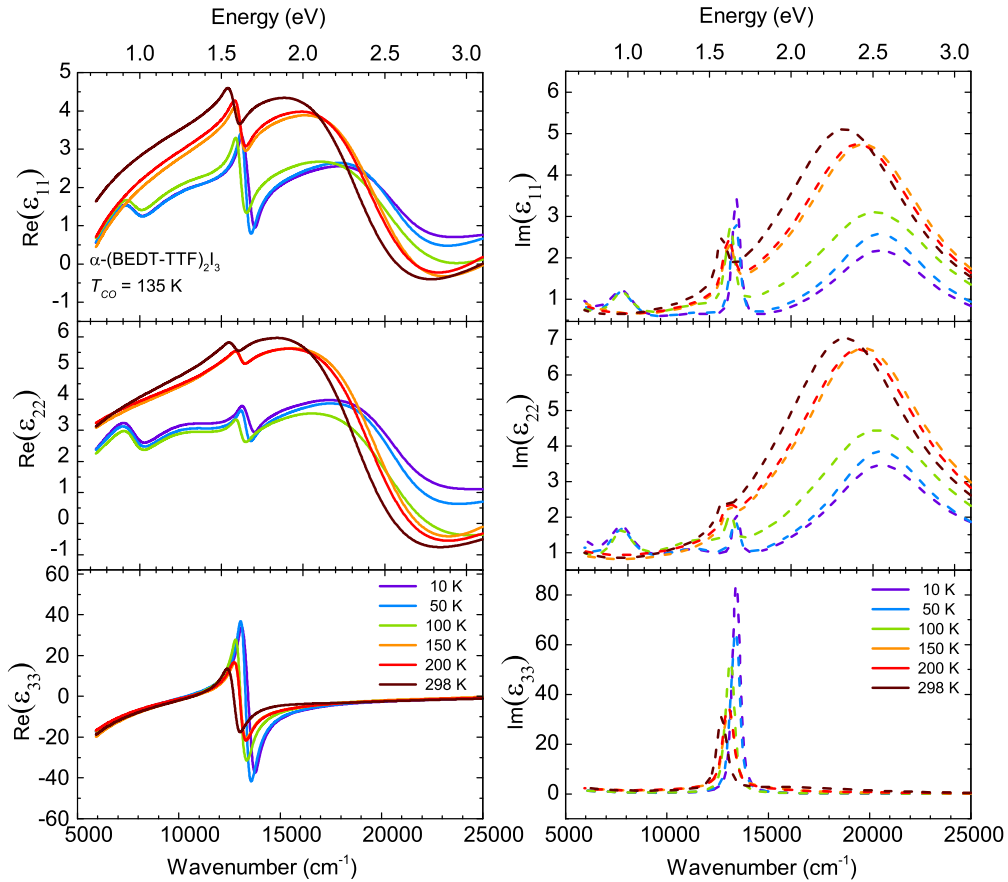 Energy (eV)
1.0 1.5 2.0 2.5 3.0
Re(ε₁₁)
5
4
3
2
1
0
-1
α-(BEDT-TTF)₂I₃
T_CO = 135 K
Re(ε₂₂)
6
5
4
3
2
1
0
-1
Re(ε₃₃)
60
40
20
0
-20
-40
-60
10 K
50 K
100 K
150 K
200 K
298 K
5000 10000 15000 20000 25000
Wavenumber (cm⁻¹)
Energy (eV)
1.0 1.5 2.0 2.5 3.0
Im(ε₁₁)
6
5
4
3
2
1
Im(ε₂₂)
7
6
5
4
3
2
1
Im(ε₃₃)
80
60
40
20
0
10 K
50 K
100 K
150 K
200 K
298 K
5000 10000 15000 20000 25000
Wavenumber (cm⁻¹)